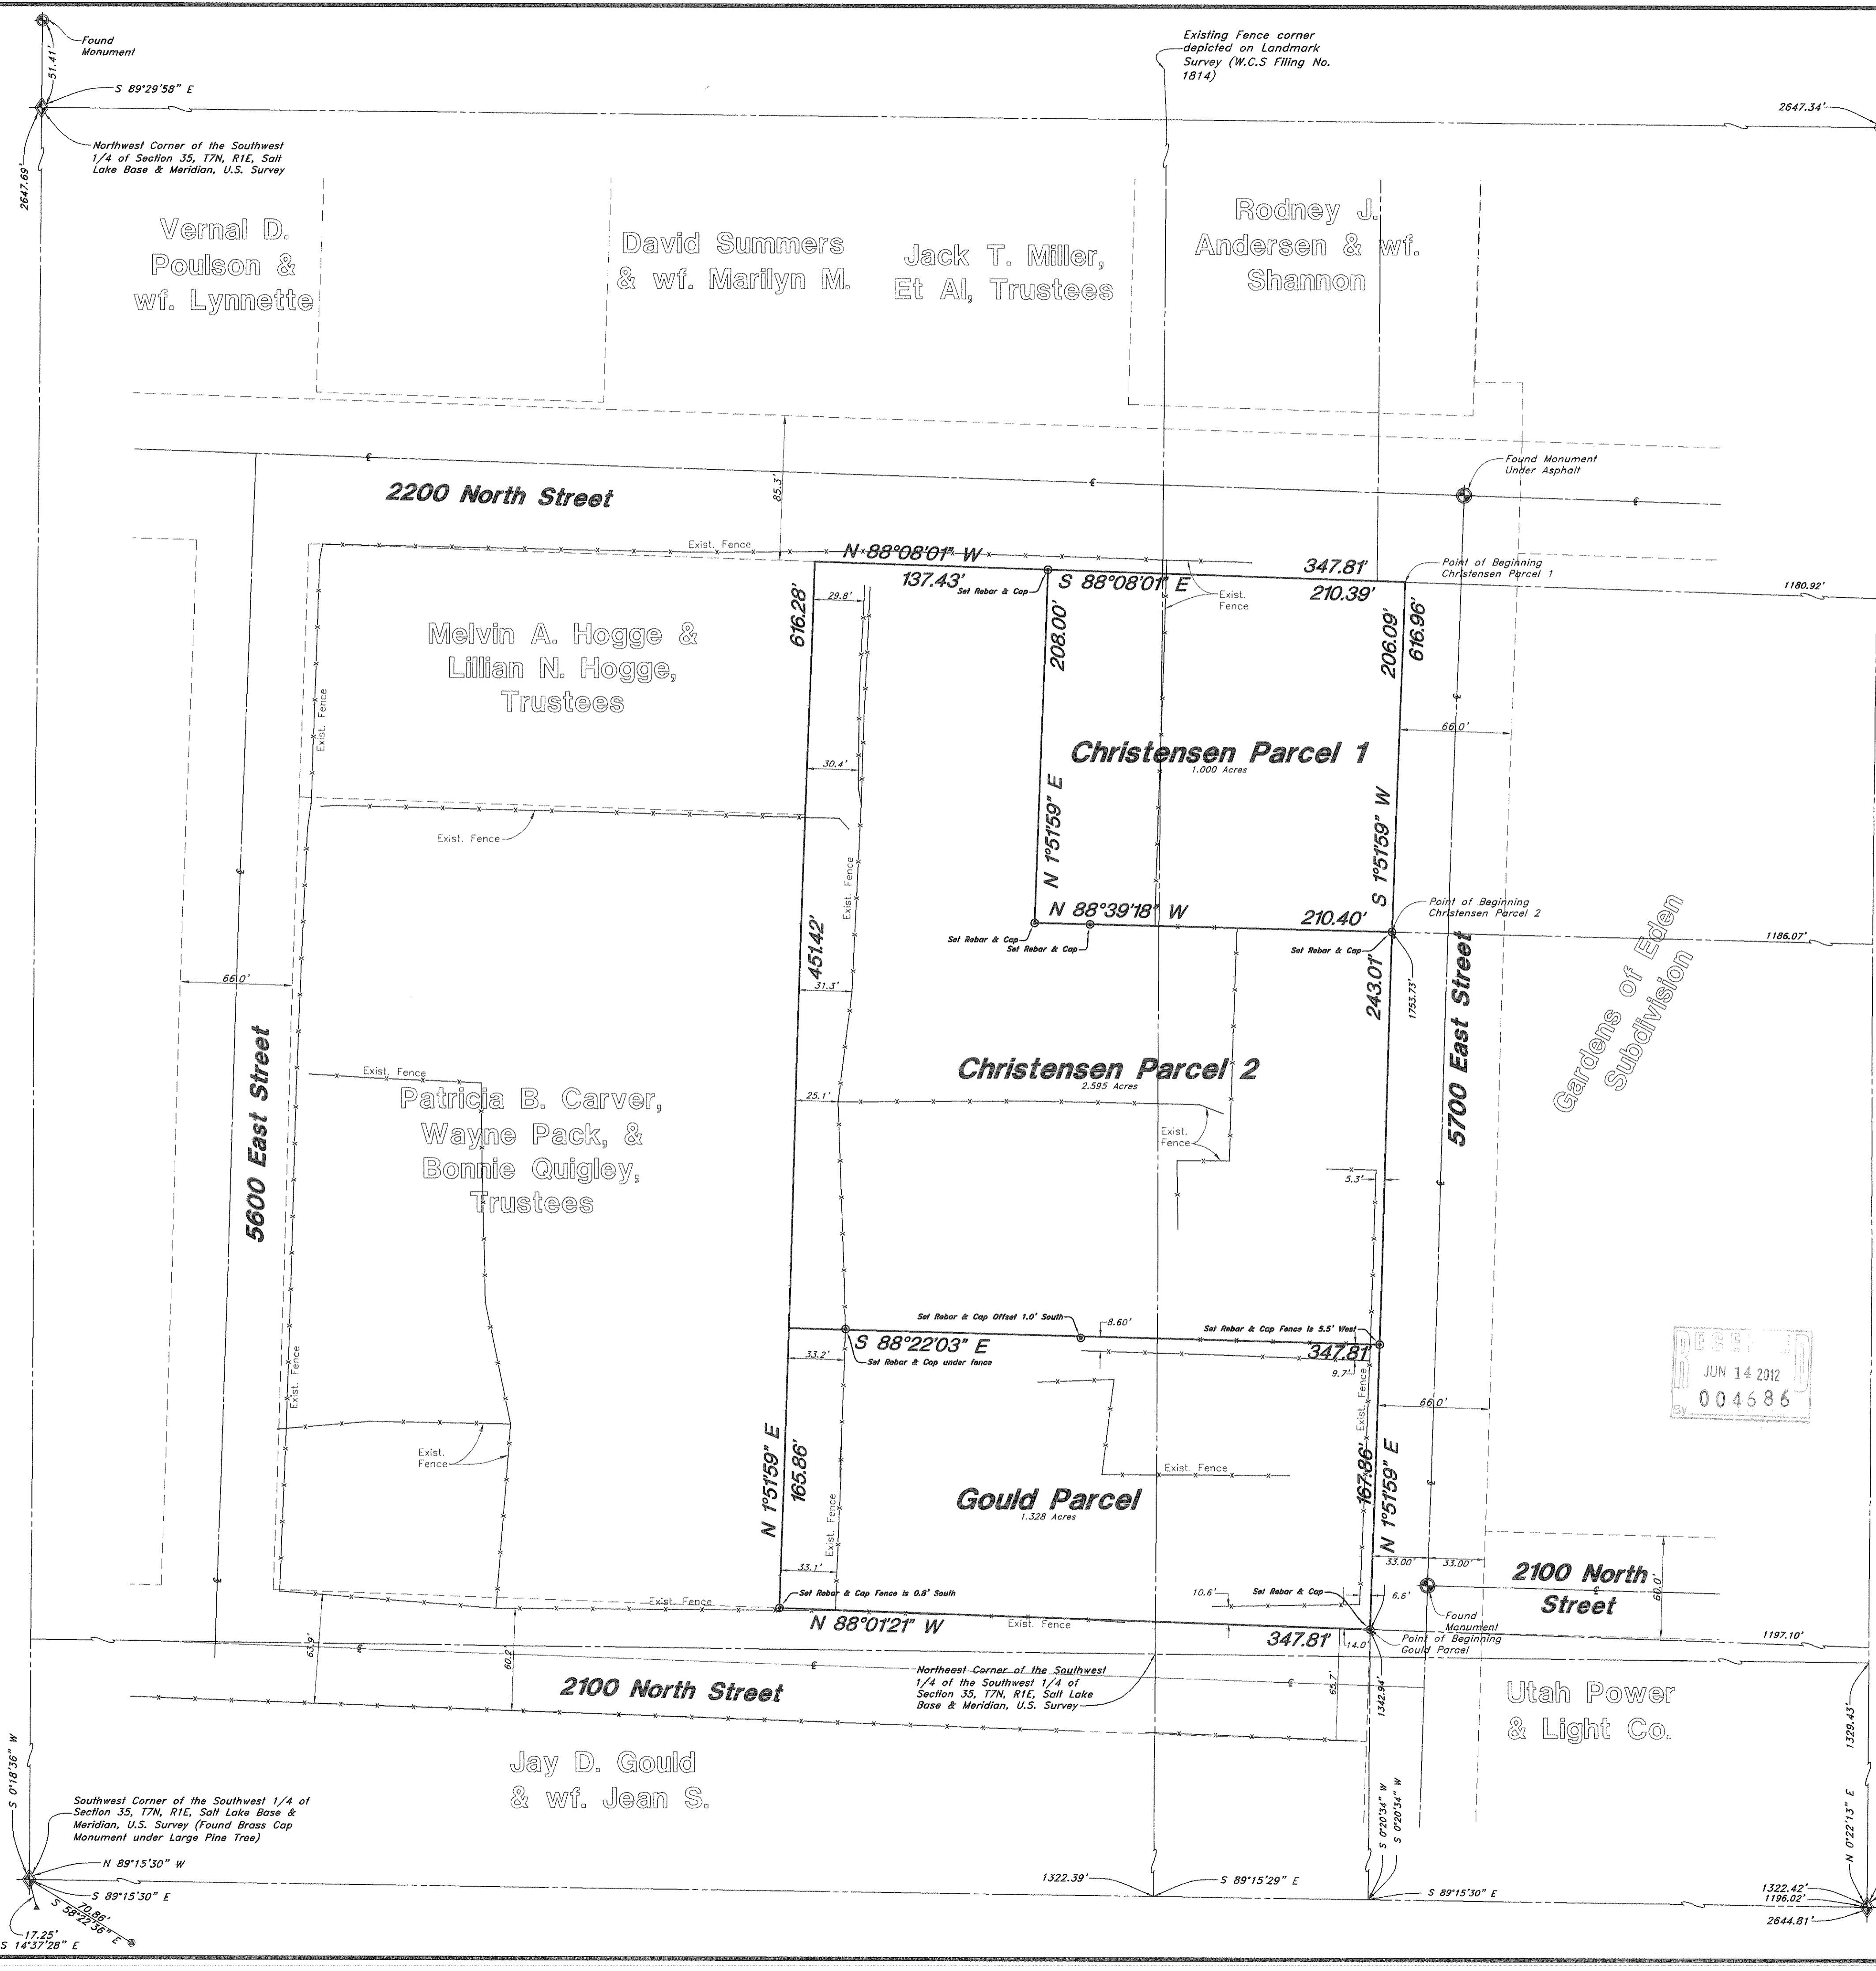 Found
Monument
51.41'
S 89°29'58" E
2647.69'
Northwest Corner of the Southwest
1/4 of Section 35, T7N, R1E, Salt
Lake Base & Meridian, U.S. Survey
Existing Fence corner
depicted on Landmark
Survey (W.C.S Filing No.
1814)
2647.34'
Vernal D.
Poulson &
wf. Lynnette
David Summers
& wf. Marilyn M.
Jack T. Miller,
Et Al, Trustees
Rodney J.
Andersen & wf.
Shannon
2200 North Street
85.3'
Found Monument
Under Asphalt
Exist. Fence
N 88°08'01" W
137.43'
Set Rebar & Cap
S 88°08'01" E
347.81'
210.39'
Exist.
Fence
Point of Beginning
Christensen Parcel 1
1180.92'
29.8'
616.28'
208.00'
206.09'
616.96'
Melvin A. Hogge &
Lillian N. Hogge,
Trustees
Exist. Fence
30.4'
Christensen Parcel 1
1.000 Acres
66.0'
N 1°51'59" E
S 1°51'59" W
Exist. Fence
Exist. Fence
N 88°39'18" W
210.40'
Point of Beginning
Christensen Parcel 2
Set Rebar & Cap
Set Rebar & Cap
Set Rebar & Cap
1186.07'
451.42'
31.3'
66.0'
243.01'
1753.73'
5700 East Street
Gardens of Eden
Subdivision
5600 East Street
Exist. Fence
Christensen Parcel 2
2.595 Acres
25.1'
Patricia B. Carver,
Wayne Pack, &
Bonnie Quigley,
Trustees
Exist.
Fence
5.3'
Set Rebar & Cap Offset 1.0' South
8.60'
Set Rebar & Cap Fence Is 5.5' West
S 88°22'03" E
347.81'
33.2'
Set Rebar & Cap under fence
9.7'
Exist. Fence
Exist. Fence
66.0'
RECEIVED
JUN 14 2012
By 004686
Exist.
Fence
N 1°51'59" E
165.86'
Exist. Fence
Exist. Fence
Gould Parcel
1.328 Acres
167.86'
N 1°51'59" E
33.1'
33.00'
33.00'
2100 North
Street
60.0'
Set Rebar & Cap Fence Is 0.8' South
10.6'
Set Rebar & Cap
6.6'
Exist. Fence
N 88°01'21" W
Exist. Fence
347.81'
14.0'
Found
Monument
Point of Beginning
Gould Parcel
1197.10'
63.9'
60.2'
2100 North Street
Northeast Corner of the Southwest
1/4 of the Southwest 1/4 of
Section 35, T7N, R1E, Salt Lake
Base & Meridian, U.S. Survey
65.7'
1342.94'
Utah Power
& Light Co.
1329.43'
Jay D. Gould
& wf. Jean S.
S 0°18'36" W
Southwest Corner of the Southwest 1/4 of
Section 35, T7N, R1E, Salt Lake Base &
Meridian, U.S. Survey (Found Brass Cap
Monument under Large Pine Tree)
S 0°20'34" W
S 0°20'34" W
N 0°22'13" E
N 89°15'30" W
S 89°15'30" E
70.86'
S 58°22'36" E
17.25'
S 14°37'28" E
1322.39'
S 89°15'29" E
S 89°15'30" E
1322.42'
1196.02'
2644.81'